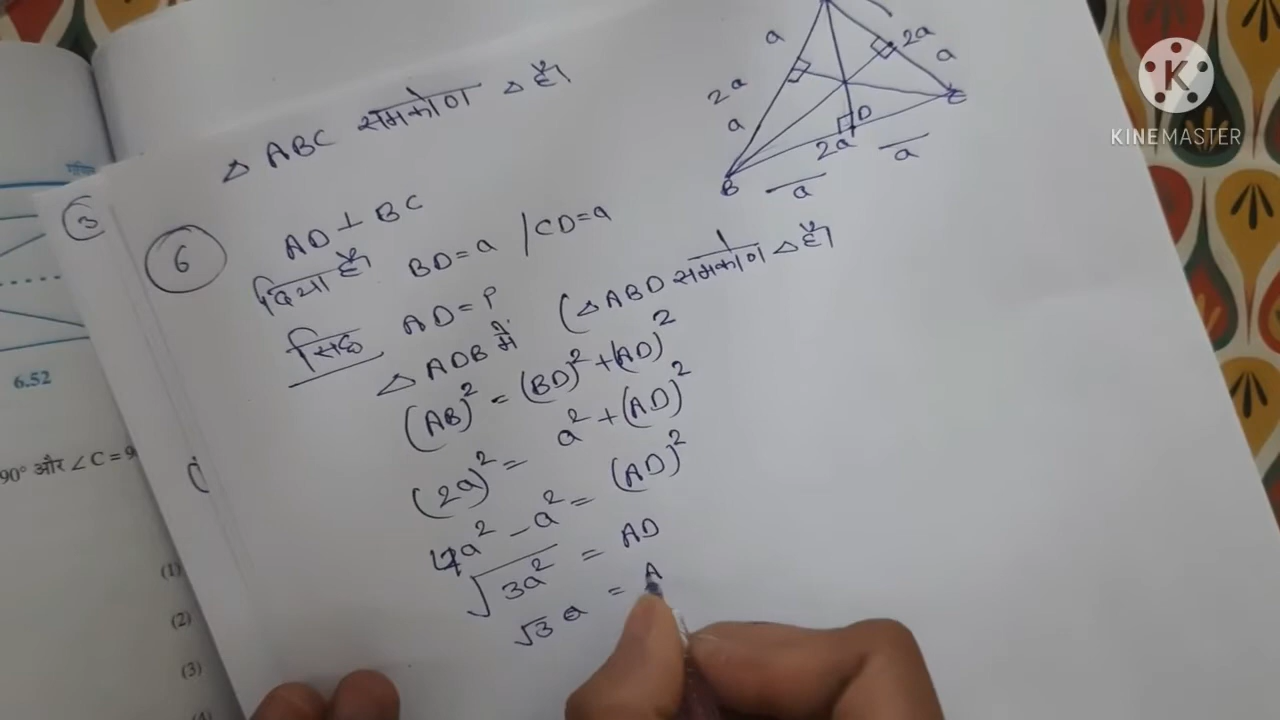 △ ABC समकोण △ है।
3
6
AD ⊥ BC
दिया है। BD = a / CD = a
सिद्ध AD = ?
△ ADB में (△ ABD समकोण △ है।
(AB)² = (BD)² + (AD)²
(2a)² = a² + (AD)²
4a² - a² = (AD)²
√3a² = AD
√3 a = A
a
2a
a
2a
a
B
C
D
2a
a
a
6.52
90° और ∠C = 9
(1)
(2)
(3)
K
KINEMASTER